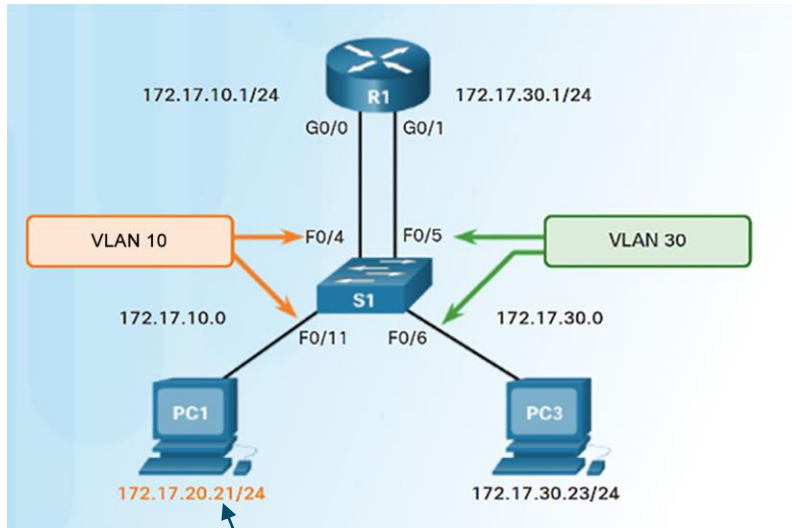 172.17.10.1/24
R1
172.17.30.1/24
G0/0
G0/1
VLAN 10
F0/4
F0/5
VLAN 30
S1
172.17.10.0
172.17.30.0
F0/11
F0/6
PC1
PC3
172.17.20.21/24
172.17.30.23/24